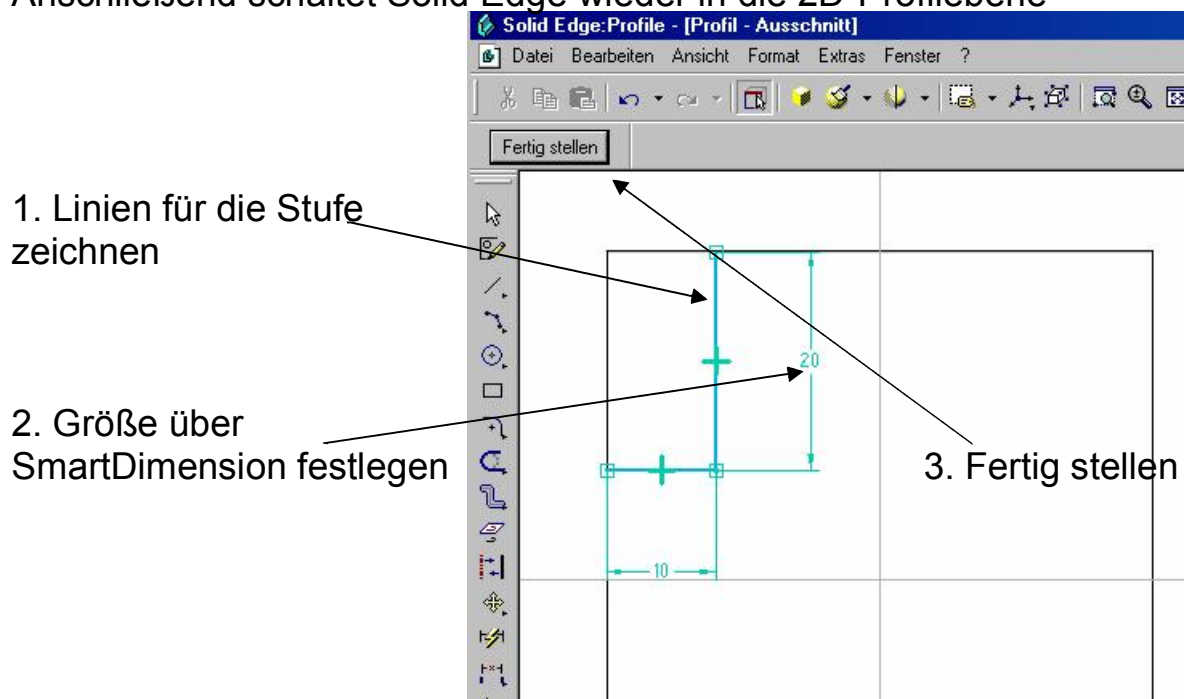 Anschließend schaltet Solid Edge wieder in die 2D-Profilebene
Solid Edge:Profile - [Profil - Ausschnitt]
Datei Bearbeiten Ansicht Format Extras Fenster ?
Fertig stellen
1. Linien für die Stufe
zeichnen
20
2. Größe über
SmartDimension festlegen
3. Fertig stellen
10